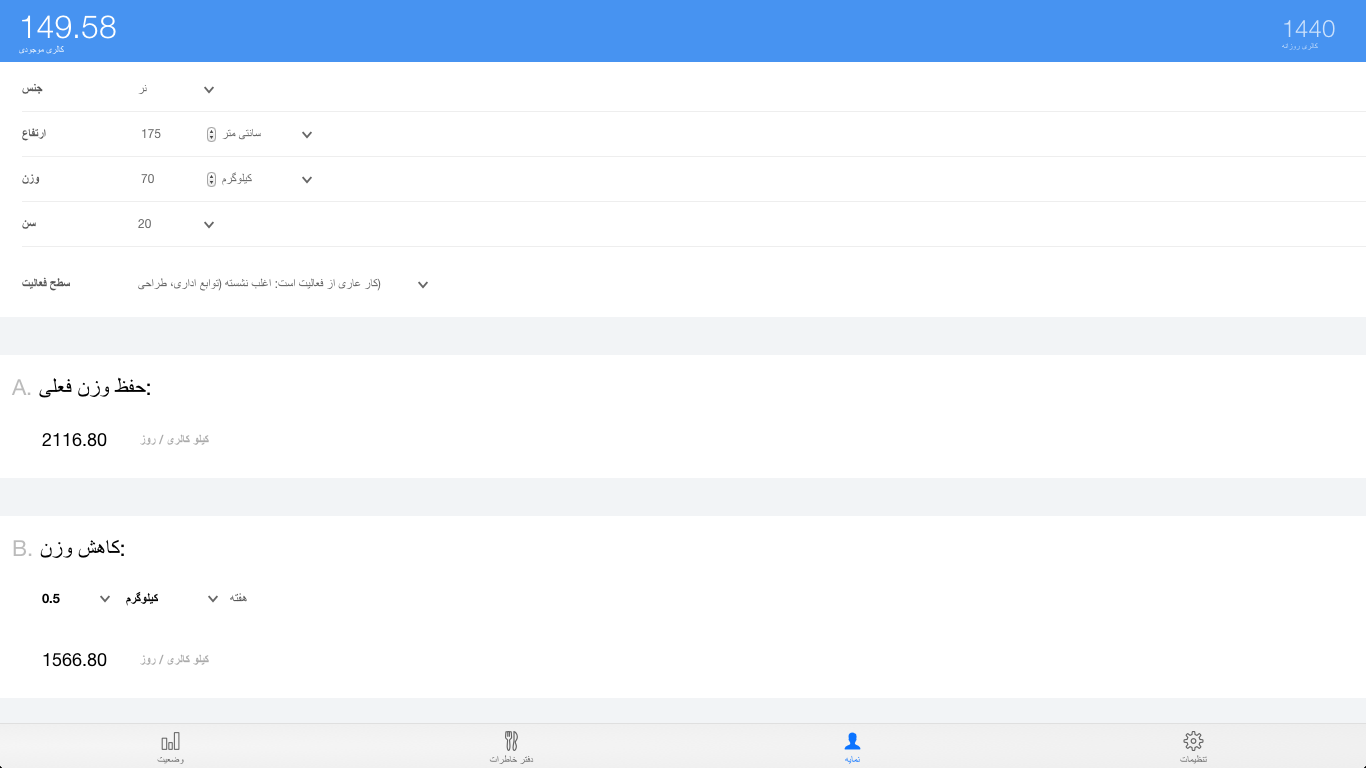 149.58
کالری موجودی
1440
کالری روزانه
جنس
نر
ارتفاع
175
سانتی متر
وزن
70
کیلوگرم
سن
20
سطح فعالیت
کار عاری از فعالیت است: اغلب نشسته (توابع اداری، طراحی)
A. حفظ وزن فعلی:
2116.80
کیلو کالری / روز
B. کاهش وزن:
0.5
کیلوگرم
هفته
1566.80
کیلو کالری / روز
وضعیت
دفتر خاطرات
نمایه
تنظیمات